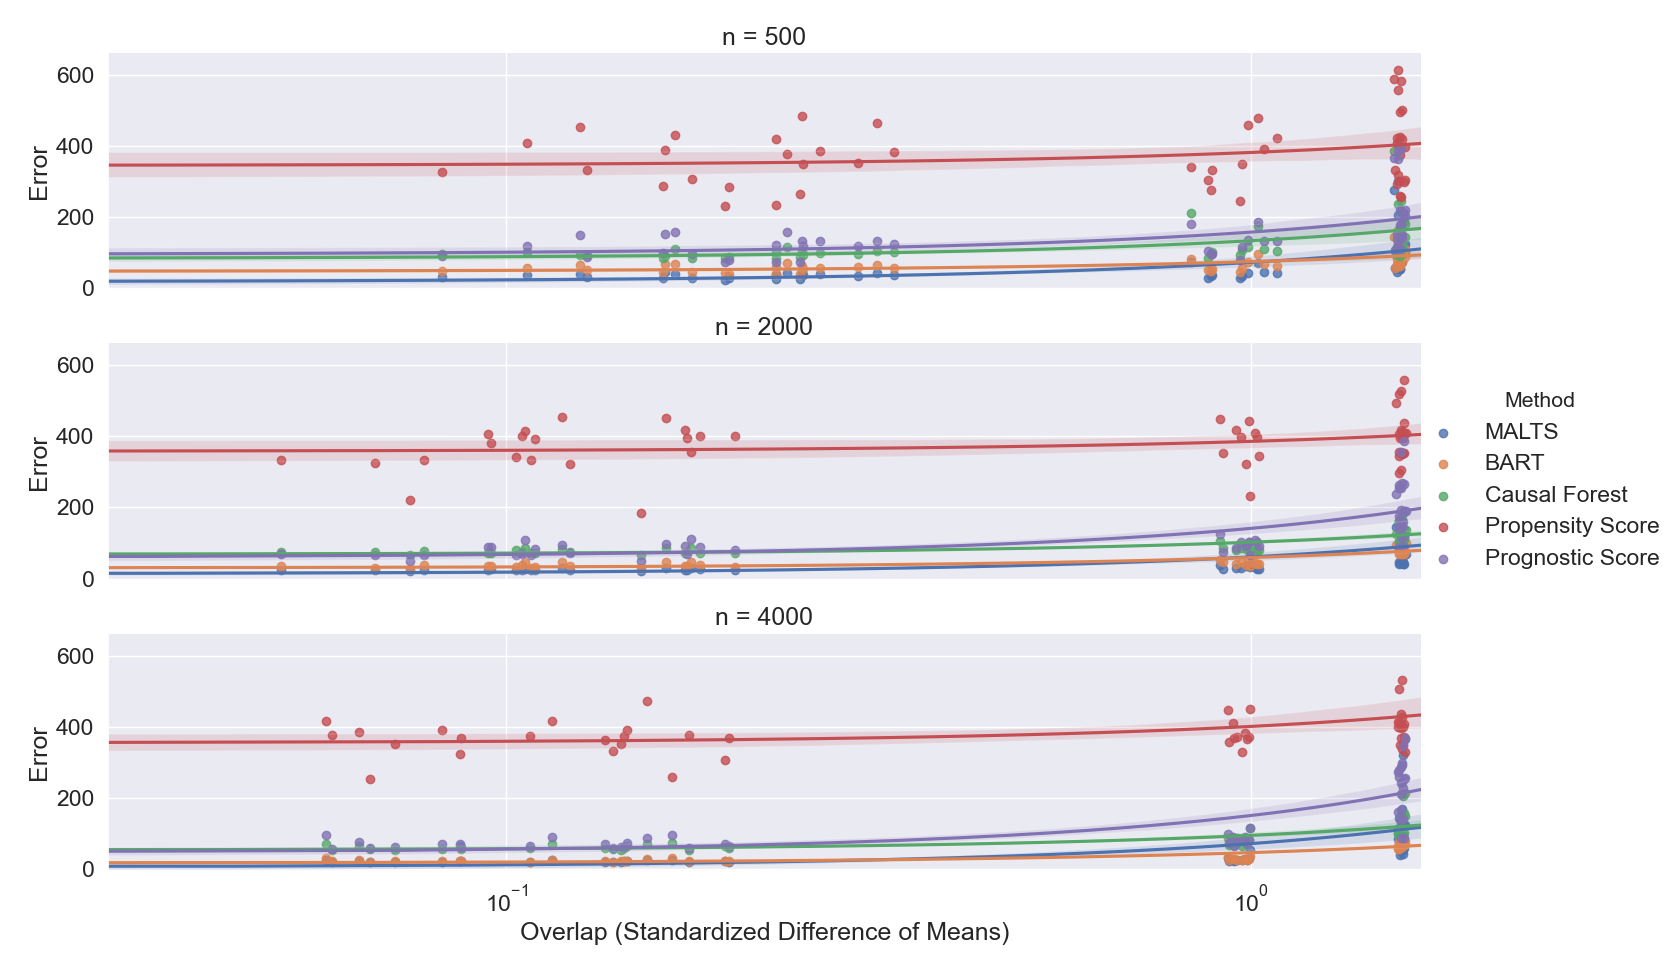 n = 500
600
400
200
0
Error
n = 2000
600
400
200
0
Error
Method
MALTS
BART
Causal Forest
Propensity Score
Prognostic Score
n = 4000
600
400
200
0
Error
10⁻¹
10⁰
Overlap (Standardized Difference of Means)